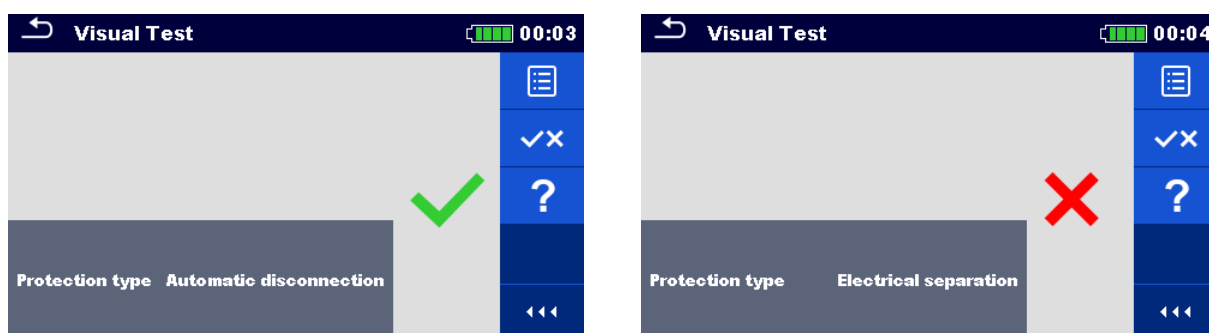 Visual Test 00:03
Protection type Automatic disconnection
Visual Test 00:04
Protection type Electrical separation